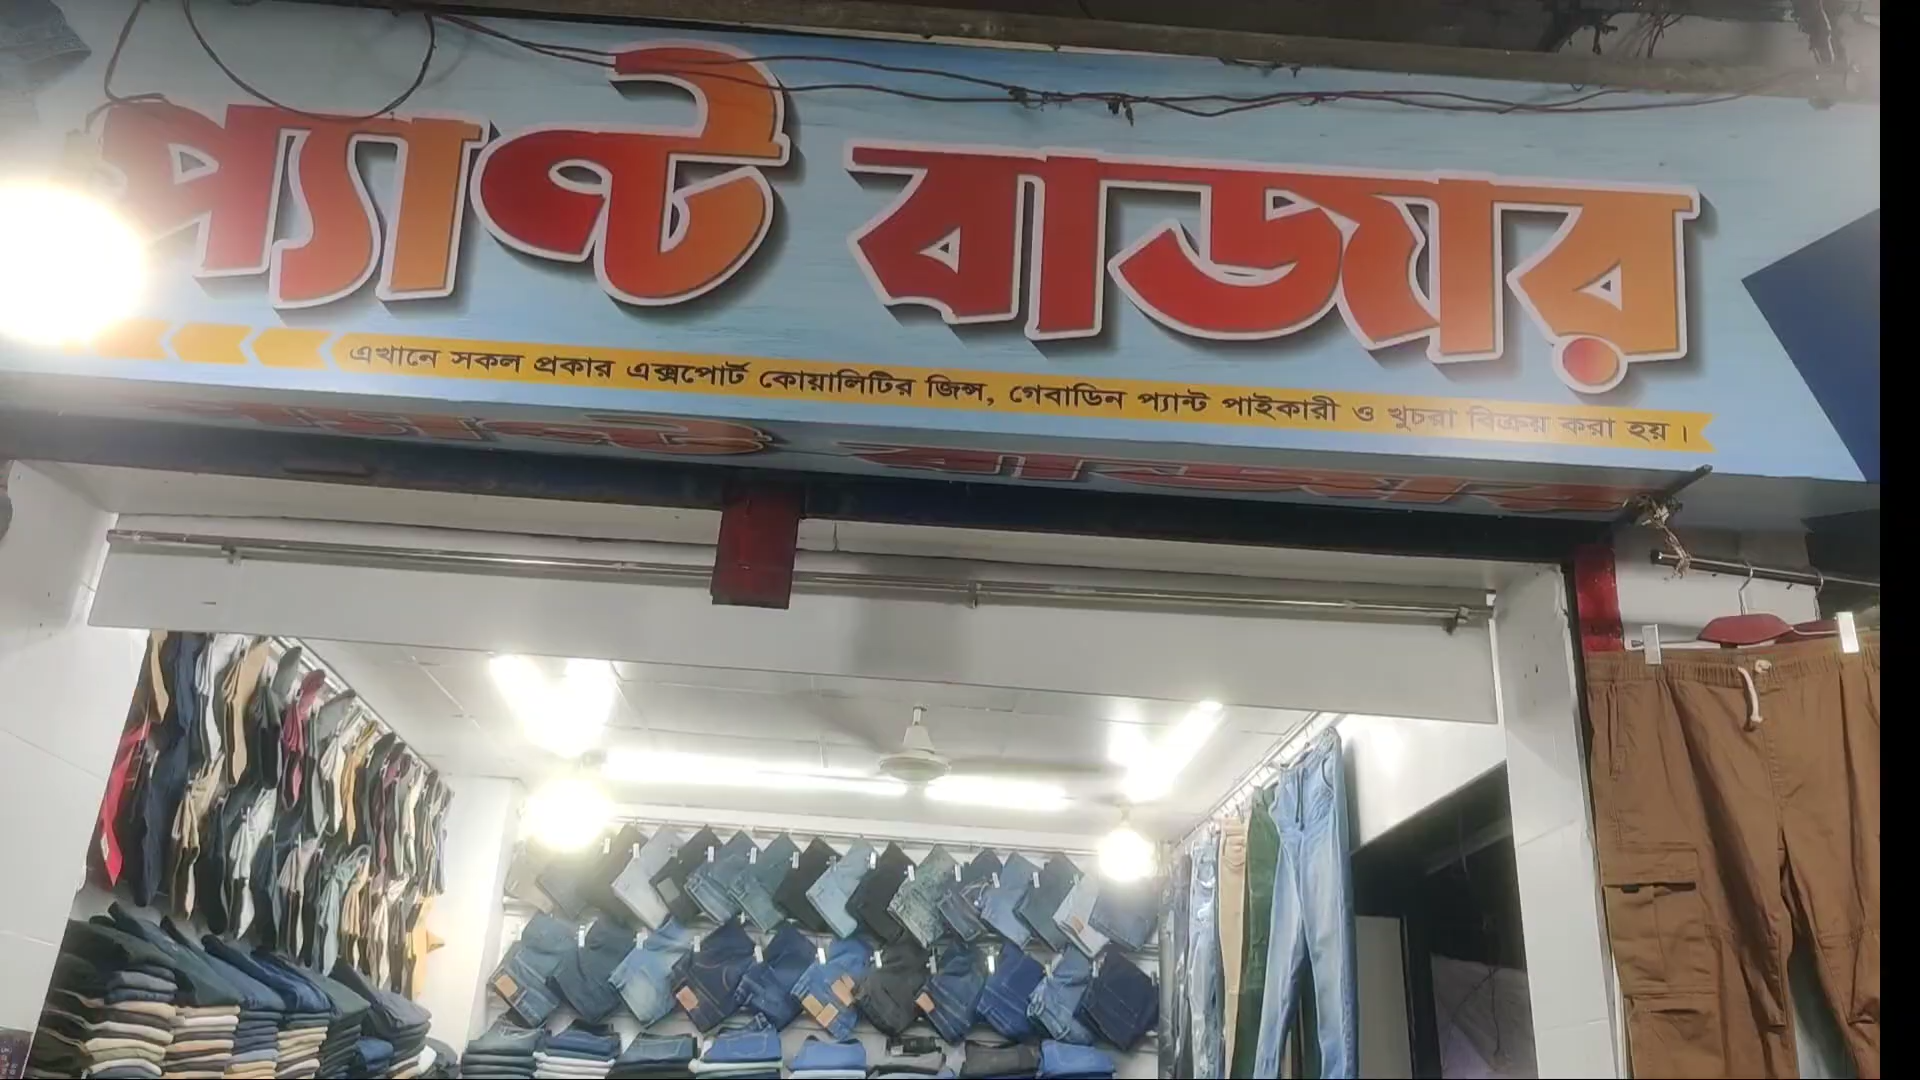 প্যান্ট বাজার
এখানে সকল প্রকার এক্সপোর্ট কোয়ালিটির জিন্স, গেবাডিন প্যান্ট পাইকারী ও খুচরা বিক্রয় করা হয়।